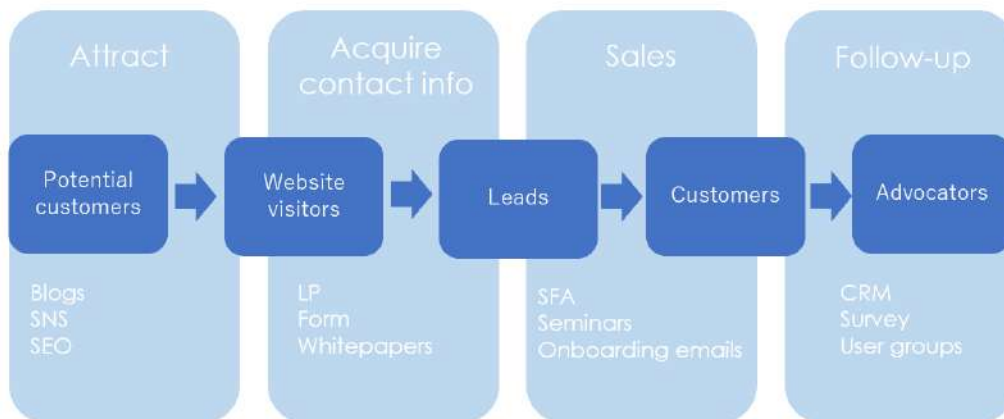 Attract
Acquire
contact info
Sales
Follow-up
Potential
customers
Website
visitors
Leads
Customers
Advocators
Blogs
SNS
SEO
LP
Form
Whitepapers
SFA
Seminars
Onboarding emails
CRM
Survey
User groups